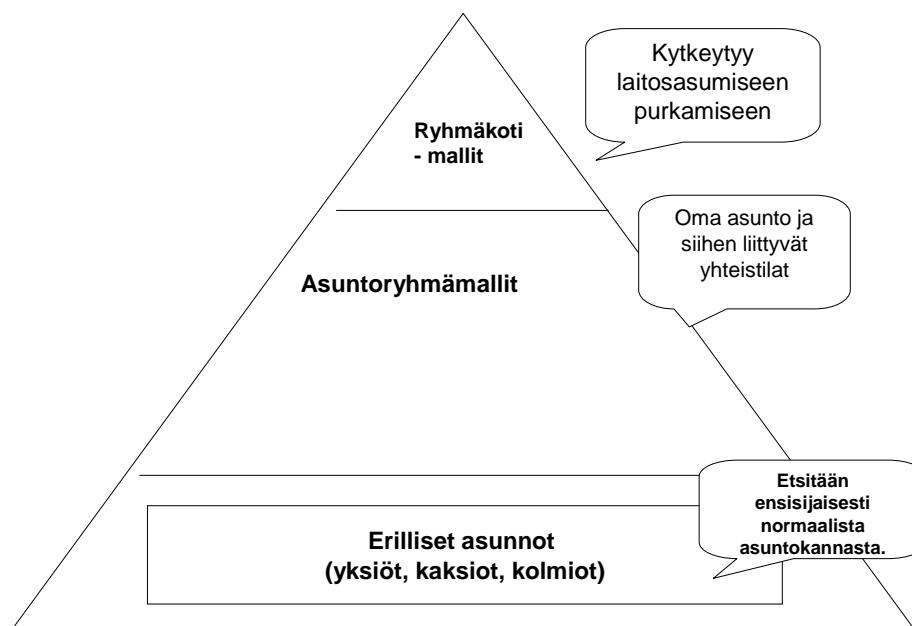 Kytkeytyy
laitosasumiseen
purkamiseen
Ryhmäkoti
- mallit
Oma asunto ja
siihen liittyvät
yhteistilat
Asuntoryhmämallit
Etsitään
ensisijaisesti
normaalista
asuntokannasta.
Erilliset asunnot
(yksiöt, kaksiot, kolmiot)